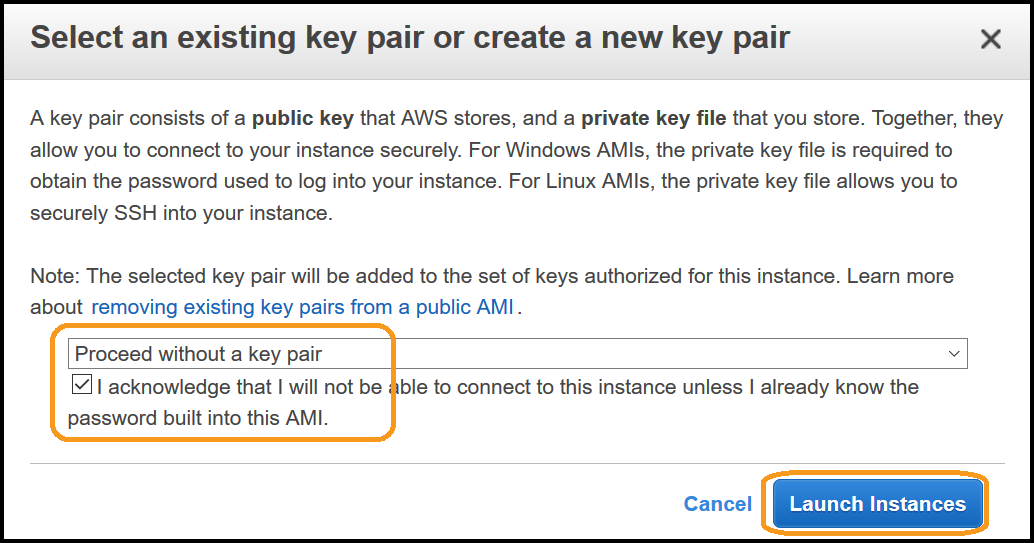 Select an existing key pair or create a new key pair
A key pair consists of a public key that AWS stores, and a private key file that you store. Together, they
allow you to connect to your instance securely. For Windows AMIs, the private key file is required to
obtain the password used to log into your instance. For Linux AMIs, the private key file allows you to
securely SSH into your instance.
Note: The selected key pair will be added to the set of keys authorized for this instance. Learn more
about removing existing key pairs from a public AMI .
Proceed without a key pair
I acknowledge that I will not be able to connect to this instance unless I already know the
password built into this AMI.
Cancel Launch Instances